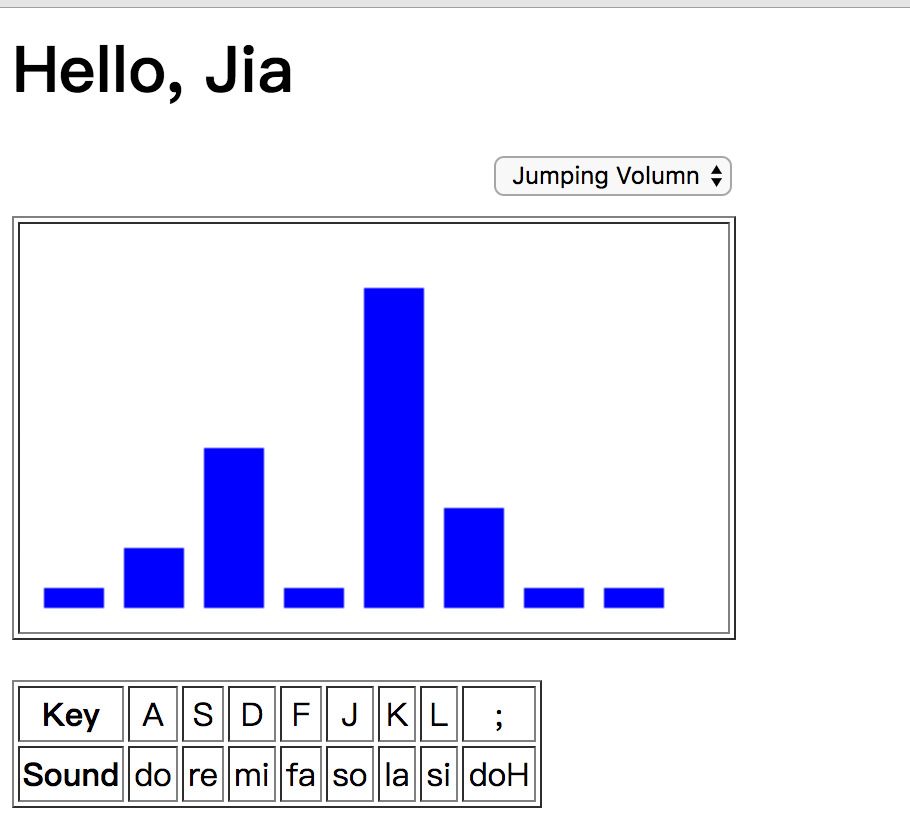 Hello, Jia
Jumping Volumn
Key A S D F J K L ;
Sound do re mi fa so la si doH